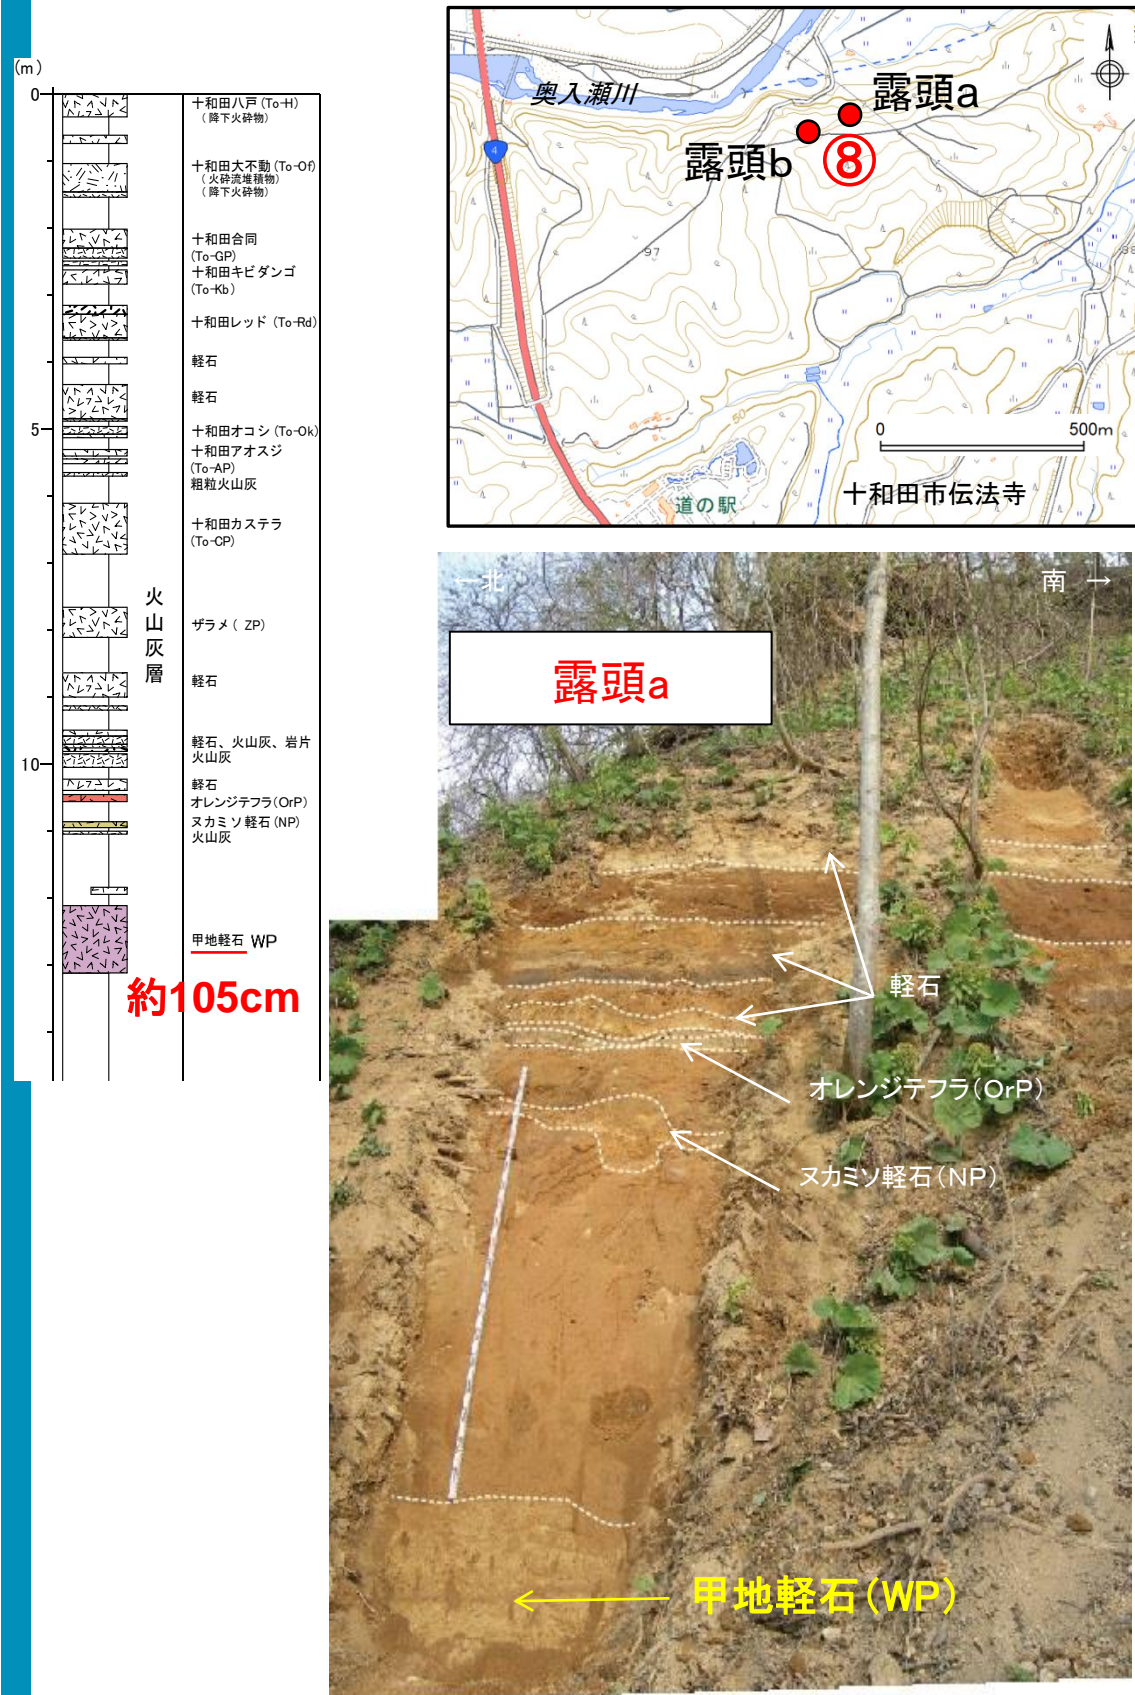 (m)
0
十和田八戸(To-H)
(降下火砕物)
十和田大不動(To-Of)
(火砕流堆積物)
(降下火砕物)
十和田合同
(To-GP)
十和田キビダンゴ
(To-Kb)
十和田レッド(To-Rd)
軽石
軽石
5
十和田オコシ(To-Ok)
十和田アオスジ
(To-AP)
粗粒火山灰
十和田カステラ
(To-CP)
火山灰層
ザラメ( ZP)
軽石
軽石、火山灰、岩片
火山灰
10
軽石
オレンジテフラ(OrP)
ヌカミソ軽石(NP)
火山灰
甲地軽石 WP
約105cm
奥入瀬川
露頭a
露頭b
⑧
4
97
50
38
0 500m
道の駅
十和田市伝法寺
←北
南 →
露頭a
軽石
オレンジテフラ(OrP)
ヌカミソ軽石(NP)
甲地軽石(WP)